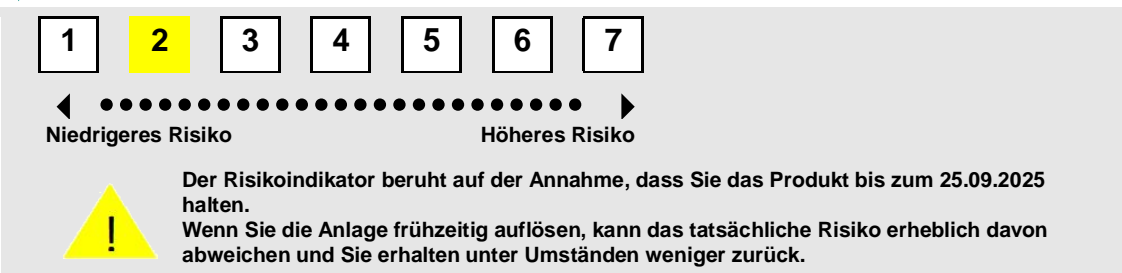 1 2 3 4 5 6 7
Niedrigeres Risiko Höheres Risiko
!
Der Risikoindikator beruht auf der Annahme, dass Sie das Produkt bis zum 25.09.2025
halten.
Wenn Sie die Anlage frühzeitig auflösen, kann das tatsächliche Risiko erheblich davon
abweichen und Sie erhalten unter Umständen weniger zurück.